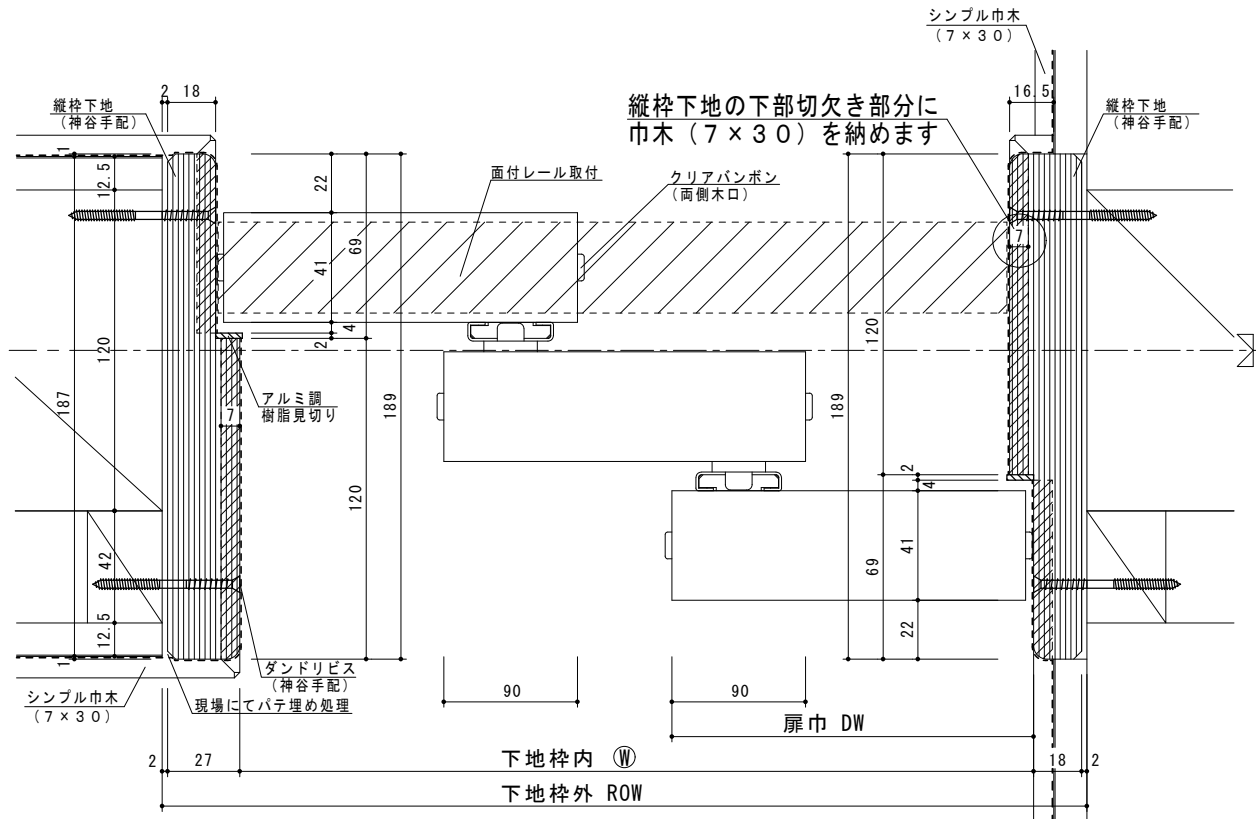 シンプル巾木
(７×３０)
2
18
16.5
縦枠下地
(神谷手配)
縦枠下地の下部切欠き部分に
巾木（７×３０）を納めます
縦枠下地
(神谷手配)
1
12.5
22
面付レール取付
クリアバンポン
(両側木口)
69
41
7
4
2
120
120
187
アルミ調
樹脂見切り
7
189
189
2
4
120
41
69
42
12.5
22
1
ダンドリビス
(神谷手配)
シンプル巾木
(７×３０)
現場にてパテ埋め処理
90
90
扉巾 DW
2
27
下地枠内 Ⓦ
18
2
下地枠外 ROW